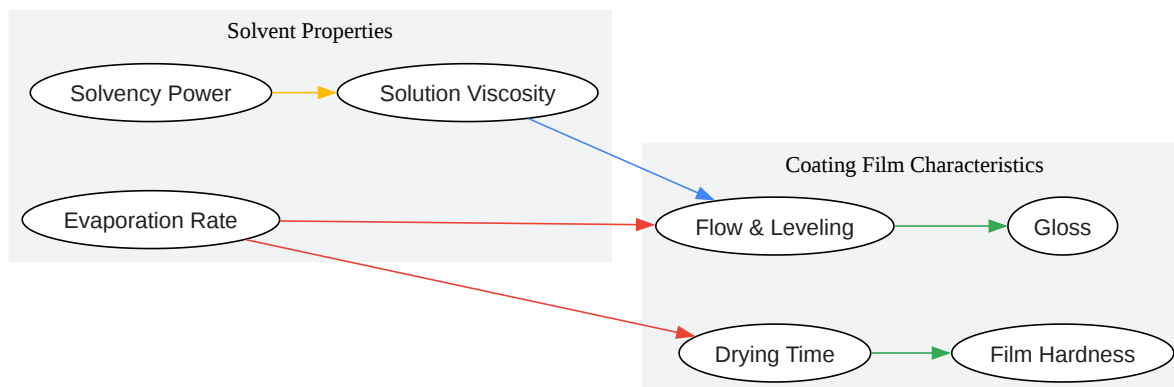 Solvent Properties
Solvency Power
Solution Viscosity
Evaporation Rate
Coating Film Characteristics
Flow & Leveling
Gloss
Drying Time
Film Hardness